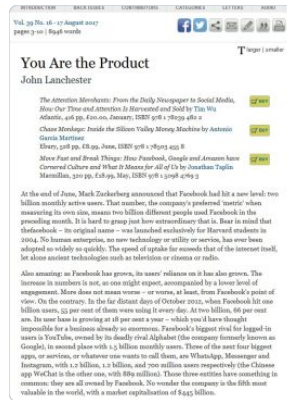 INTRODUCTION BACK ISSUES CONTRIBUTORS CATEGORIES LETTERS AUDIO
Vol. 39 No. 16 · 17 August 2017
pages 3-10 | 8946 words
T larger | smaller
You Are the Product
John Lanchester
The Attention Merchants: From the Daily Newspaper to Social Media,
How Our Time and Attention Is Harvested and Sold by Tim Wu
Atlantic, 416 pp, £20.00, January, ISBN 978 1 78239 482 2
BUY
Chaos Monkeys: Inside the Silicon Valley Money Machine by Antonio
García Martínez
Ebury, 528 pp, £8.99, June, ISBN 978 1 78503 455 8
BUY
Move Fast and Break Things: How Facebook, Google and Amazon have
Cornered Culture and What It Means for All of Us by Jonathan Taplin
Macmillan, 320 pp, £18.99, May, ISBN 978 1 5098 4769 3
BUY
At the end of June, Mark Zuckerberg announced that Facebook had hit a new level: two
billion monthly active users. That number, the company's preferred 'metric' when
measuring its own size, means two billion different people used Facebook in the
preceding month. It is hard to grasp just how extraordinary that is. Bear in mind that
thefacebook – its original name – was launched exclusively for Harvard students in
2004. No human enterprise, no new technology or utility or service, has ever been
adopted so widely so quickly. The speed of uptake far exceeds that of the internet itself,
let alone ancient technologies such as television or cinema or radio.
Also amazing: as Facebook has grown, its users' reliance on it has also grown. The
increase in numbers is not, as one might expect, accompanied by a lower level of
engagement. More does not mean worse – or worse, at least, from Facebook's point of
view. On the contrary. In the far distant days of October 2012, when Facebook hit one
billion users, 55 per cent of them were using it every day. At two billion, 66 per cent
are. Its user base is growing at 18 per cent a year – which you'd have thought
impossible for a business already so enormous. Facebook's biggest rival for logged-in
users is YouTube, owned by its deadly rival Alphabet (the company formerly known as
Google), in second place with 1.5 billion monthly users. Three of the next four biggest
apps, or services, or whatever one wants to call them, are WhatsApp, Messenger and
Instagram, with 1.2 billion, 1.2 billion, and 700 million users respectively (the Chinese
app WeChat is the other one, with 889 million). Those three entities have something in
common: they are all owned by Facebook. No wonder the company is the fifth most
valuable in the world, with a market capitalisation of $445 billion.